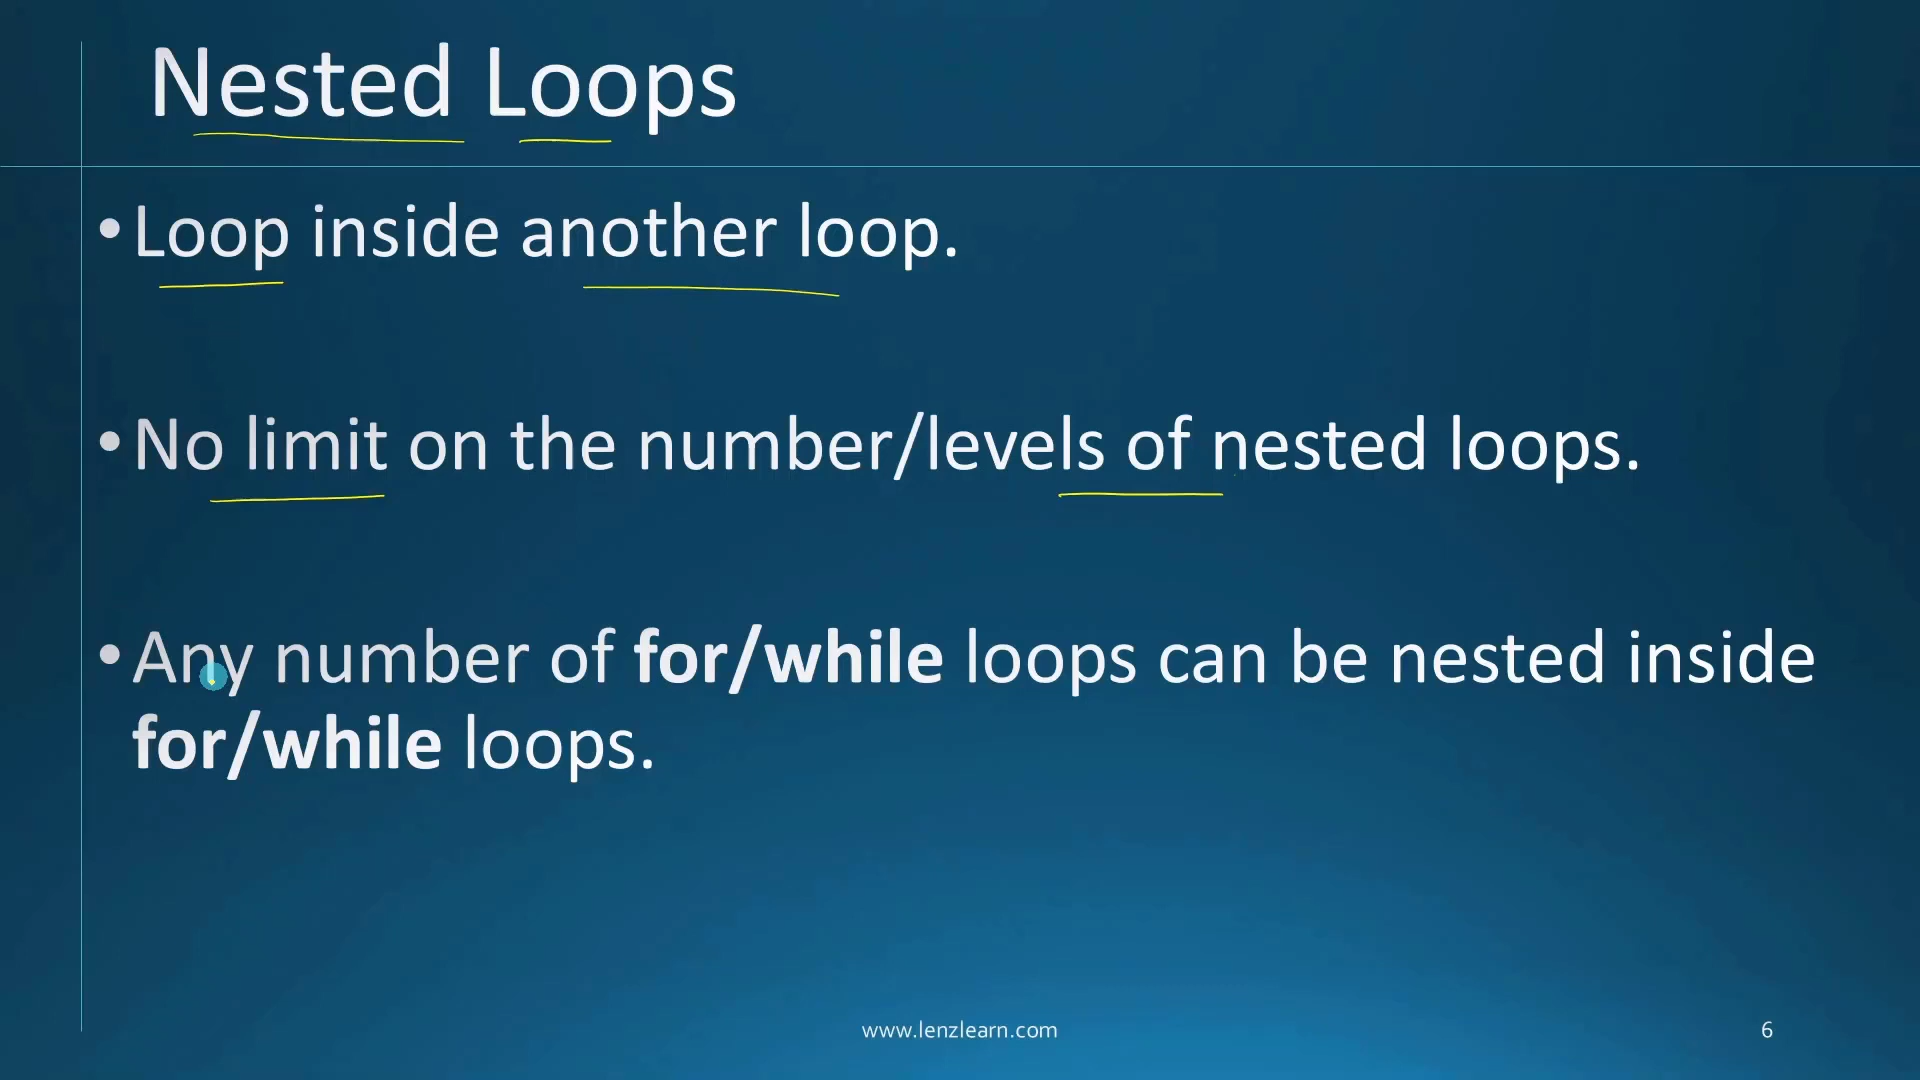 Nested Loops
•Loop inside another loop.
•No limit on the number/levels of nested loops.
•Any number of for/while loops can be nested inside
for/while loops.
www.lenzlearn.com
6